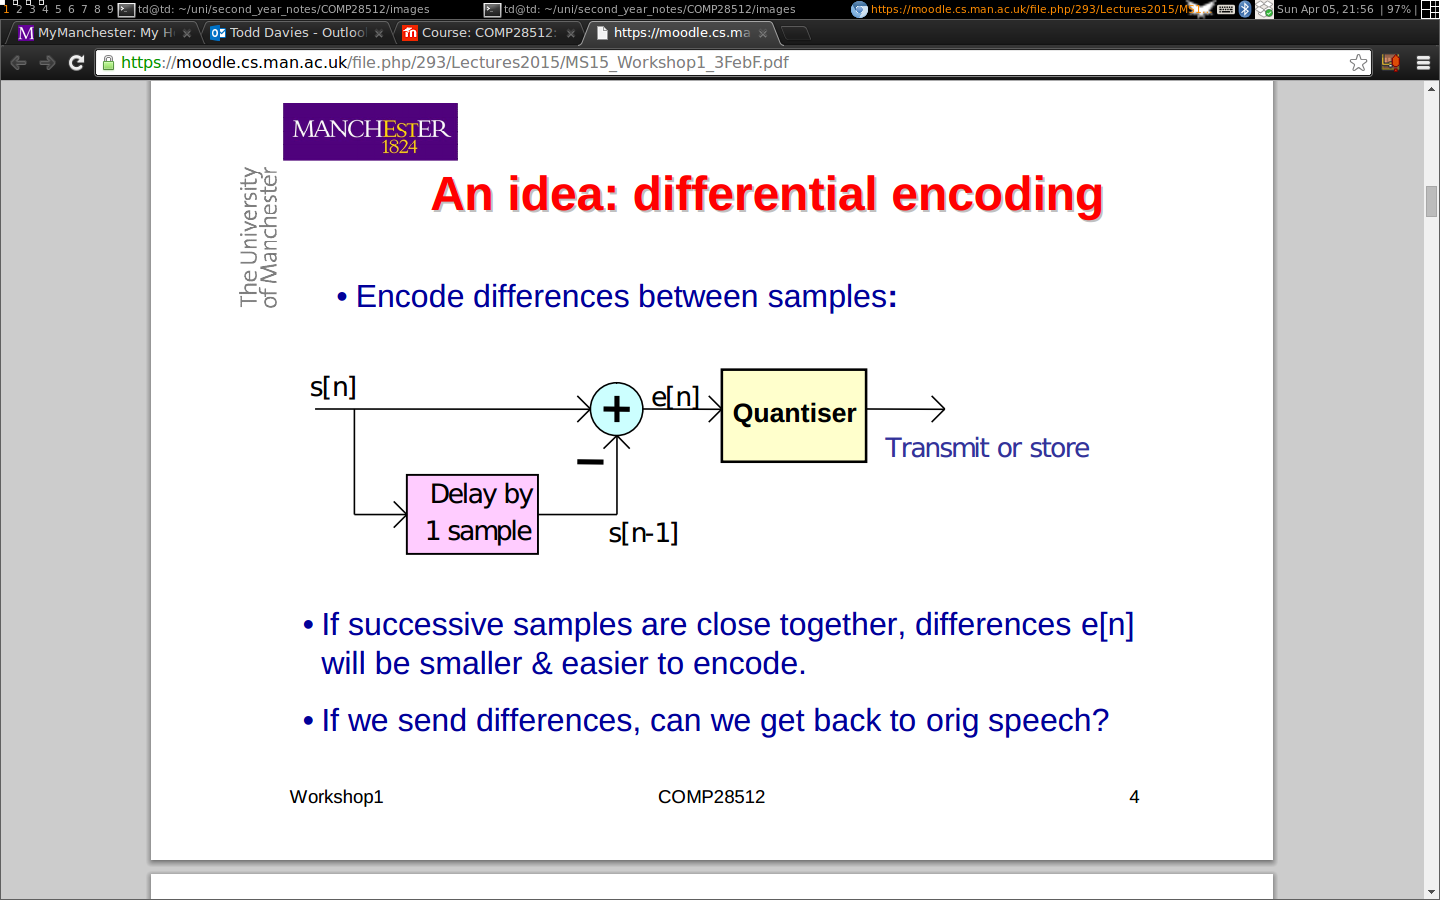 1 2 3 4 5 6 7 8 9 td@td: ~/uni/second_year_notes/COMP28512/images td@td: ~/uni/second_year_notes/COMP28512/images https://moodle.cs.man.ac.uk/file.php/293/Lectures2015/MS1 Sun Apr 05, 21:56 | 97% |
MyManchester: My H Todd Davies - Outloo Course: COMP28512: https://moodle.cs.ma
https://moodle.cs.man.ac.uk/file.php/293/Lectures2015/MS15_Workshop1_3FebF.pdf
MANCHESTER
1824
The University
of Manchester
An idea: differential encoding
• Encode differences between samples:
s[n]
+
e[n]
Quantiser
Transmit or store
–
Delay by
1 sample
s[n-1]
• If successive samples are close together, differences e[n]
will be smaller & easier to encode.
• If we send differences, can we get back to orig speech?
Workshop1 COMP28512 4